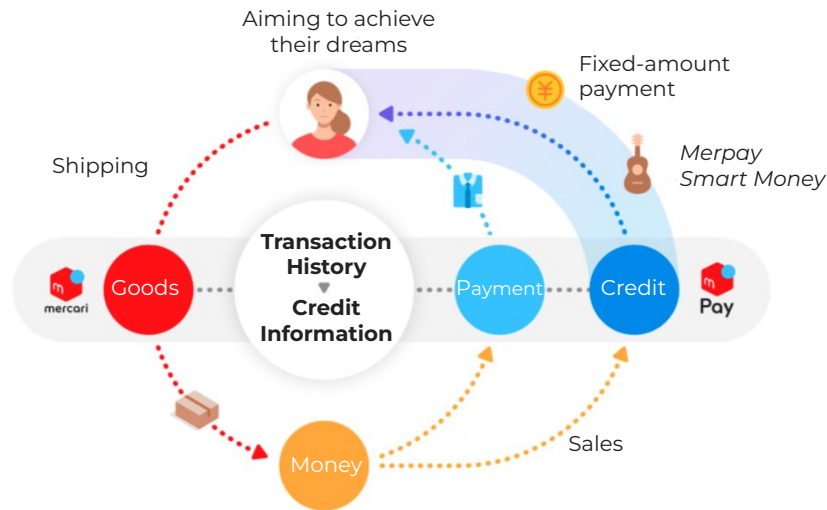 Aiming to achieve
their dreams
Fixed-amount
payment
¥
Merpay
Smart Money
Shipping
Transaction
History
Credit
Information
m
mercari
Goods
Payment
Credit
m
Pay
Money
Sales